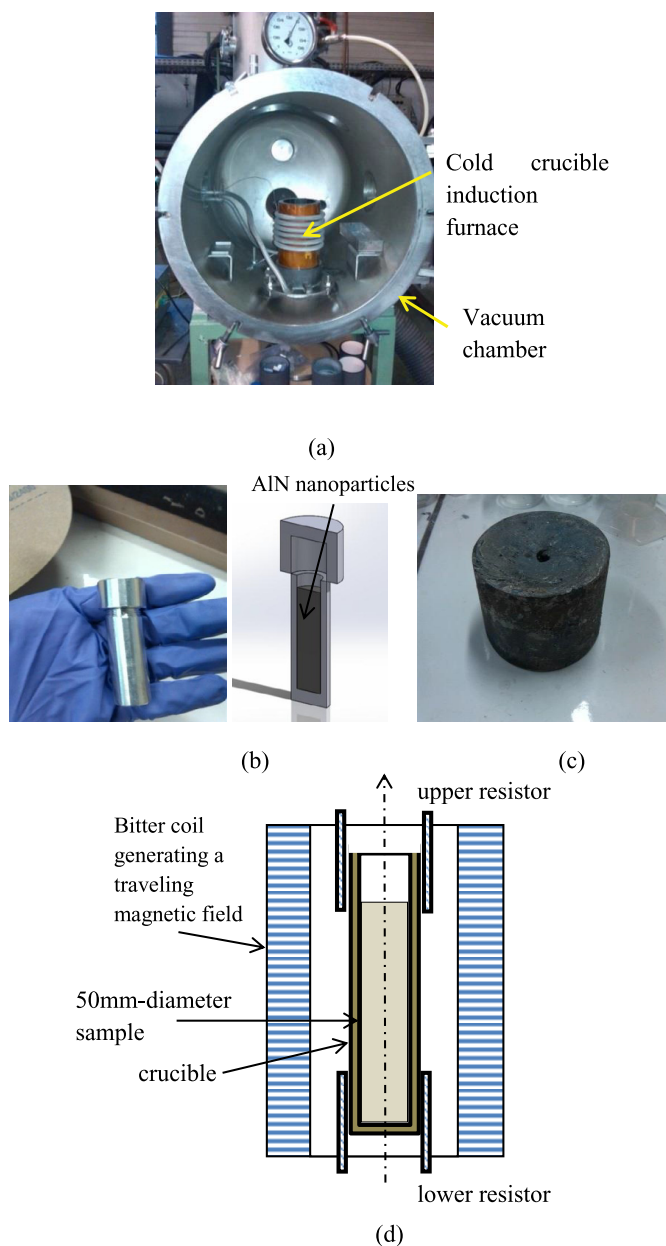 Cold crucible
induction
furnace
Vacuum
chamber
(a)
AlN nanoparticles
(b)
(c)
upper resistor
Bitter coil
generating a
traveling
magnetic field
50mm-diameter
sample
crucible
lower resistor
(d)